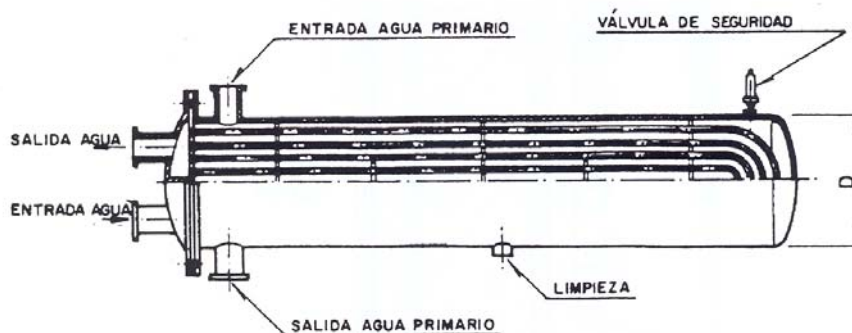 ENTRADA AGUA PRIMARIO
VÁLVULA DE SEGURIDAD
SALIDA AGUA
ENTRADA AGUA
D
LIMPIEZA
SALIDA AGUA PRIMARIO